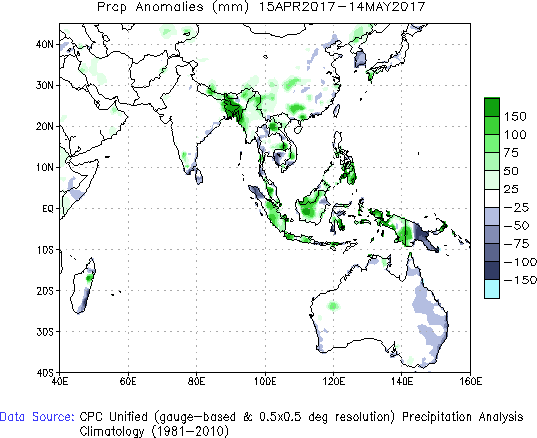 Prcp Anomalies (mm) 15APR2017-14MAY2017
40N
30N
20N
10N
EQ
10S
20S
30S
40S
40E 60E 80E 100E 120E 140E 160E
150
100
75
50
25
-25
-50
-75
-100
-150
Data Source: CPC Unified (gauge-based & 0.5x0.5 deg resolution) Precipitation Analysis
Climatology (1981-2010)